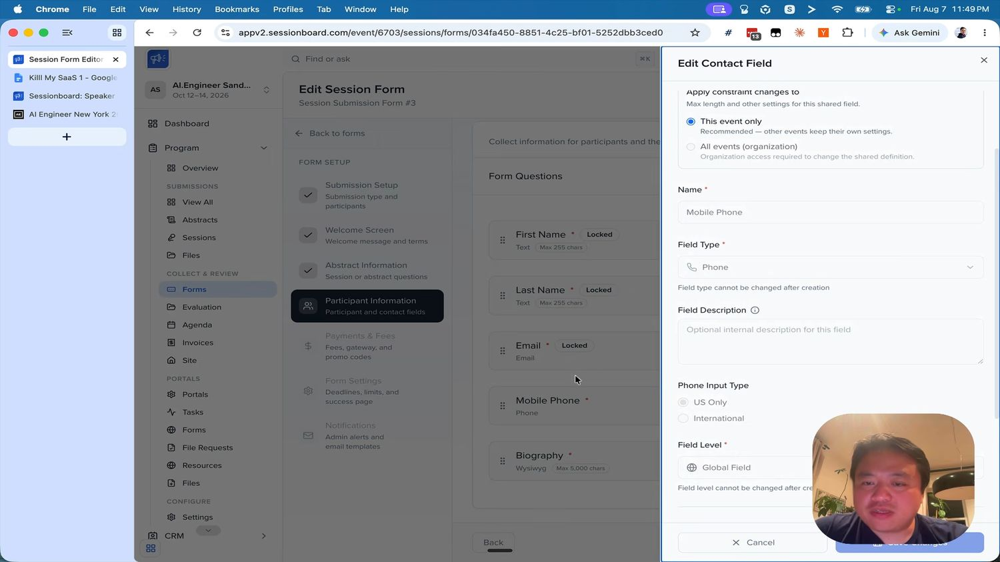 Chrome File Edit View History Bookmarks Profiles Tab Window Help Fri Aug 7 11:49 PM
Session Form Editor
Killl My SaaS 1 - Google
Sessionboard: Speaker
AI Engineer New York 2
appv2.sessionboard.com/event/6703/sessions/forms/034fa450-8851-4c25-bf01-5252dbb3ced0
13
Ask Gemini
Find or ask
⌘K
AS
AI.Engineer Sand...
Oct 12–14, 2026
Dashboard
Program
Overview
SUBMISSIONS
View All
Abstracts
Sessions
Files
COLLECT & REVIEW
Forms
Evaluation
Agenda
Invoices
Site
PORTALS
Portals
Tasks
Forms
File Requests
Resources
Files
CONFIGURE
Settings
CRM
Edit Session Form
Session Submission Form #3
Back to forms
FORM SETUP
Submission Setup
Submission type and
participants
Welcome Screen
Welcome message and terms
Abstract Information
Session or abstract questions
Participant Information
Participant and contact fields
Payments & Fees
Fees, gateway, and
promo codes
Form Settings
Deadlines, limits, and
success page
Notifications
Admin alerts and
email templates
Collect information for participants and the
Form Questions
First Name * Locked
Text Max 255 chars
Last Name * Locked
Text Max 255 chars
Email * Locked
Email
Mobile Phone *
Phone
Biography *
Wysiwyg Max 5,000 chars
Back
Edit Contact Field
Apply constraint changes to
Max length and other settings for this shared field.
This event only
Recommended — other events keep their own settings.
All events (organization)
Organization access required to change the shared definition.
Name *
Mobile Phone
Field Type *
Phone
Field type cannot be changed after creation
Field Description
Optional internal description for this field
Phone Input Type
US Only
International
Field Level *
Global Field
Field level cannot be changed after cre
Cancel